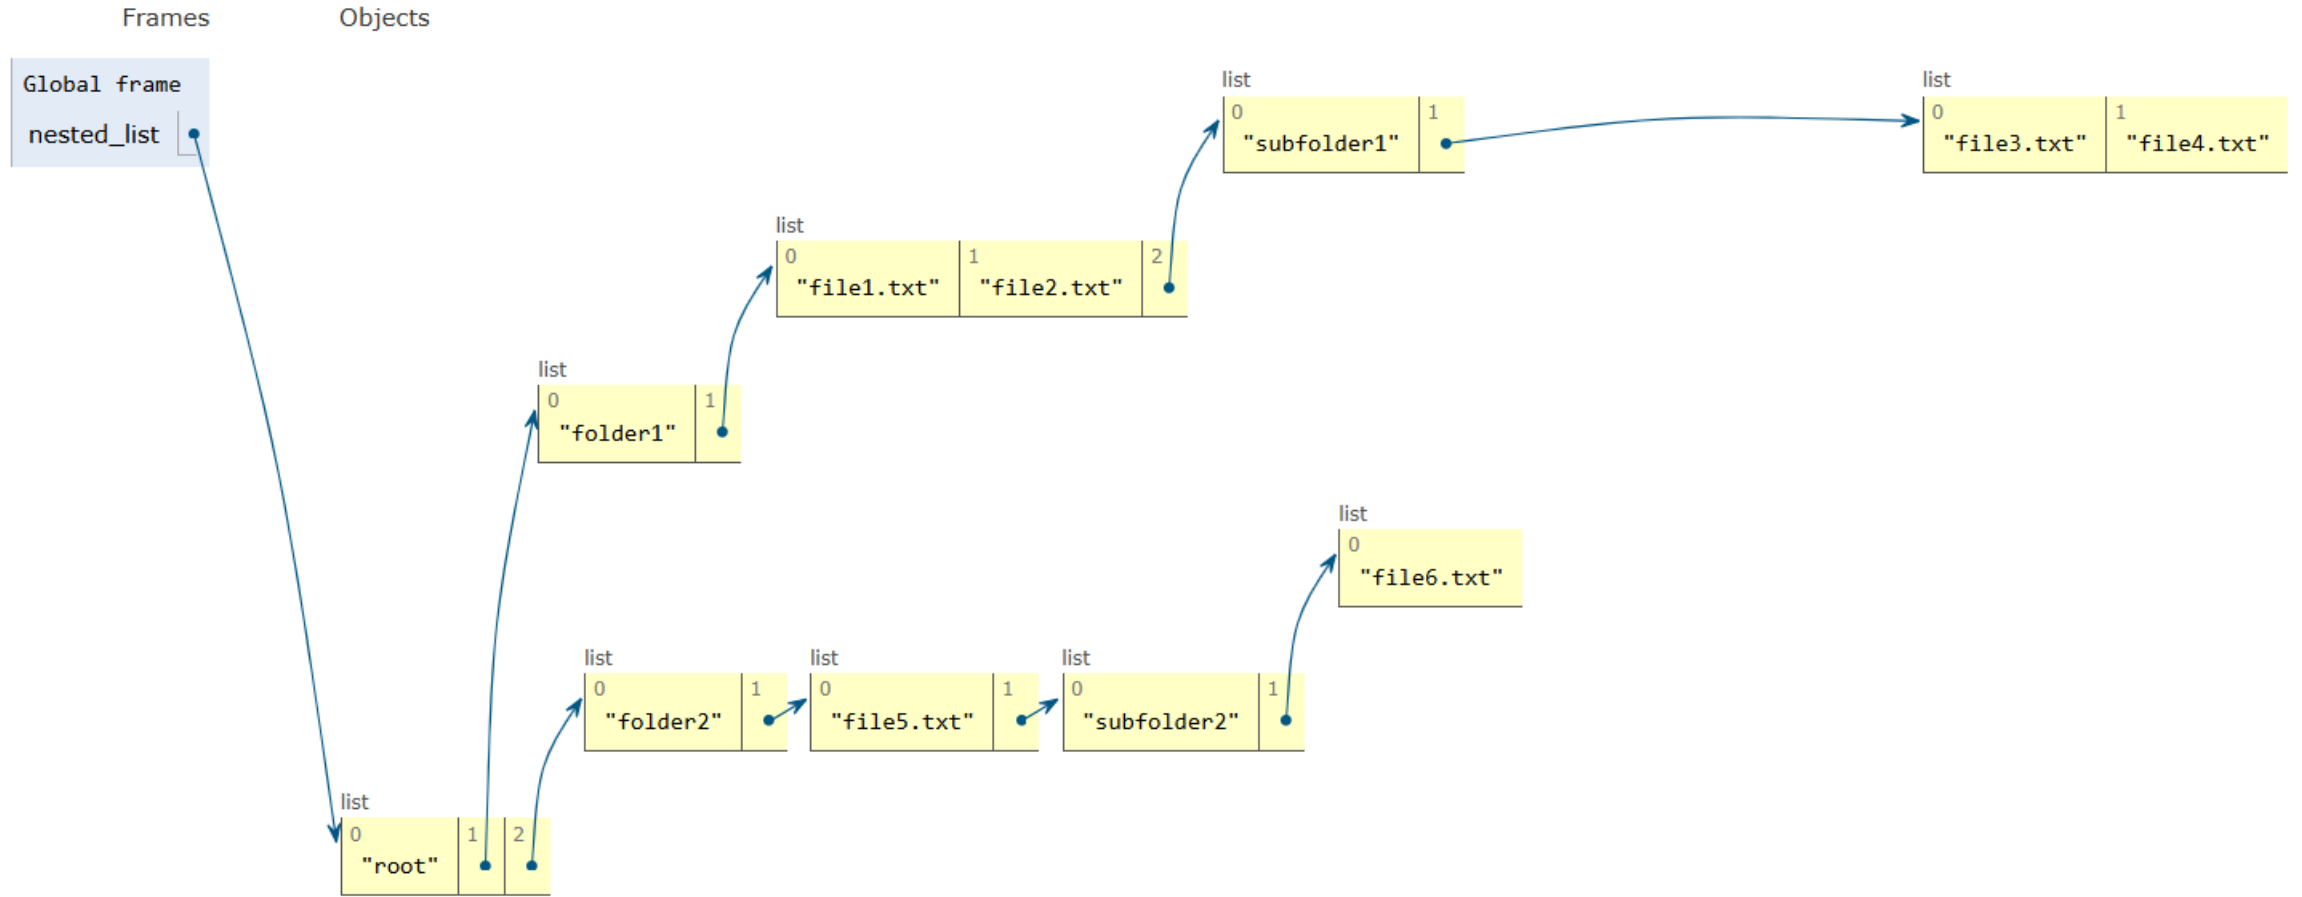 Frames Objects
Global frame
nested_list
list
0 1
"subfolder1"
list
0 1
"file3.txt" "file4.txt"
list
0 1 2
"file1.txt" "file2.txt"
list
0 1
"folder1"
list
0
"file6.txt"
list
0 1
"folder2"
list
0 1
"file5.txt"
list
0 1
"subfolder2"
list
0 1 2
"root"